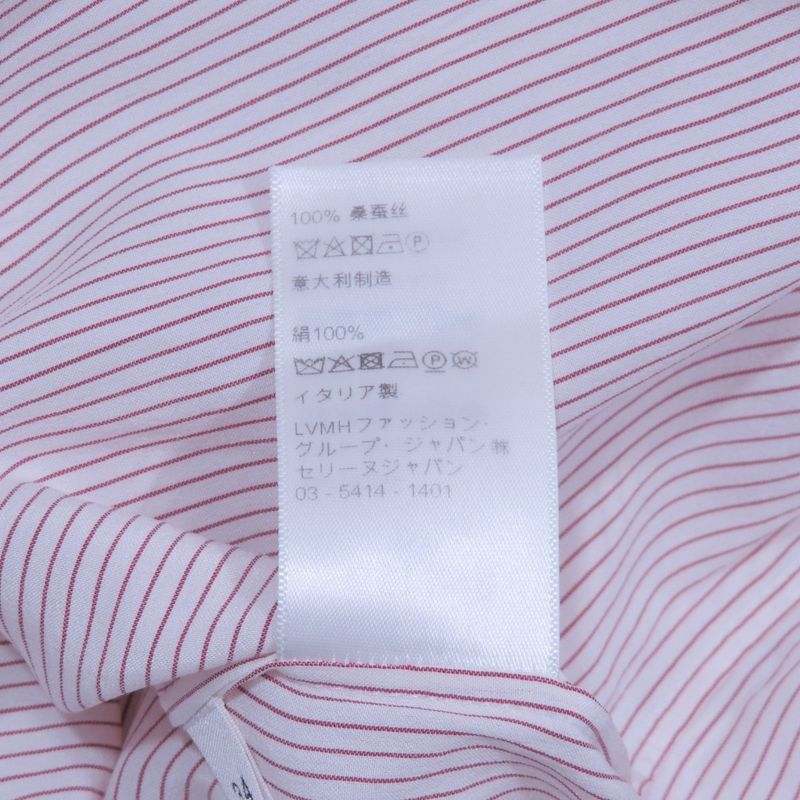 100% 桑蚕丝
P
意大利制造
絹100%
P W
イタリア製
LVMHファッション・
グループ・ジャパン㈱
セリーヌジャパン
03 - 5414 - 1401
34